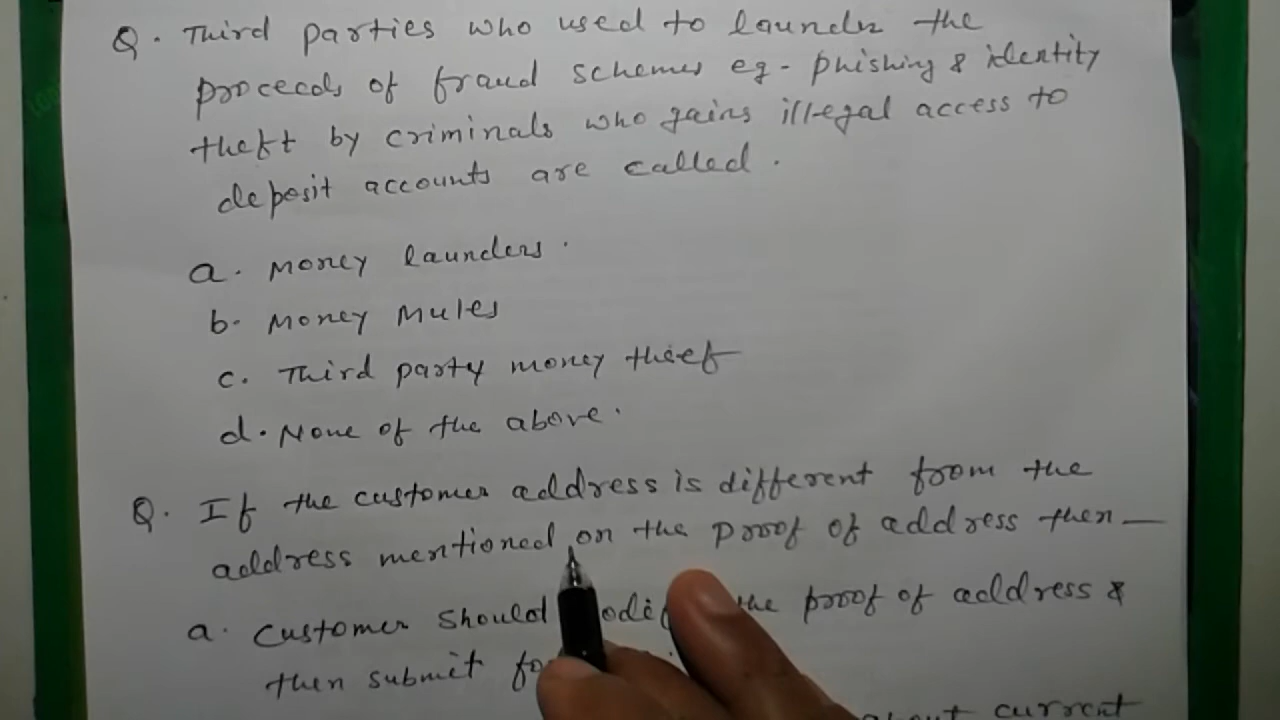 Q. Third parties who used to launder the
proceeds of fraud schemes eg- phishing & identity
theft by criminals who gains illegal access to
deposit accounts are called.
a. Money launders.
b. Money Mules
c. Third party money thief
d. None of the above.
Q. If the customer address is different from the
address mentioned on the proof of address then —
a. Customer should the proof of address &
then submit
about current